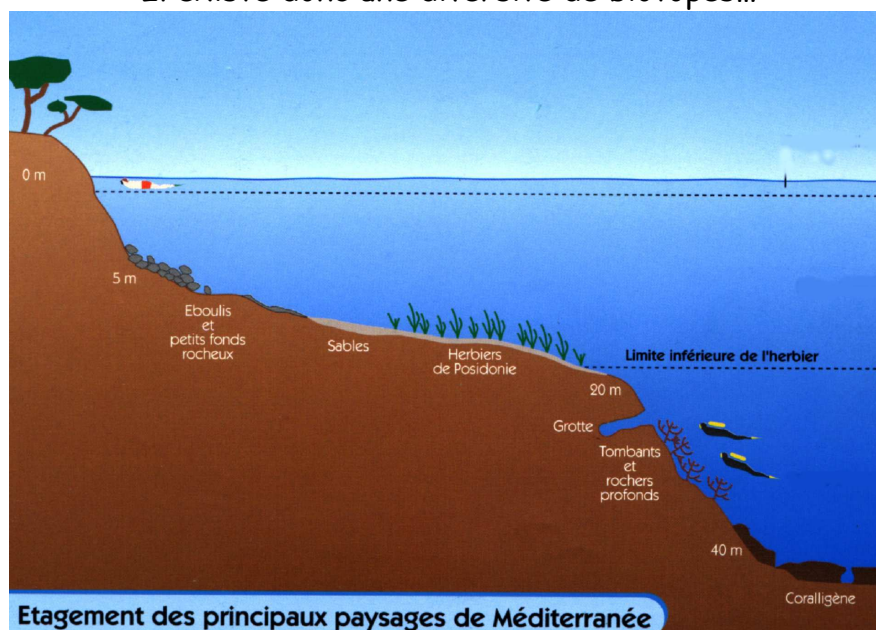 0 m
5 m
Eboulis
et
petits fonds
rocheux
Sables
Herbiers
de Posidonie
Limite inférieure de l'herbier
20 m
Grotte
Tombants
et
rochers
profonds
40 m
Coralligène
Etagement des principaux paysages de Méditerranée